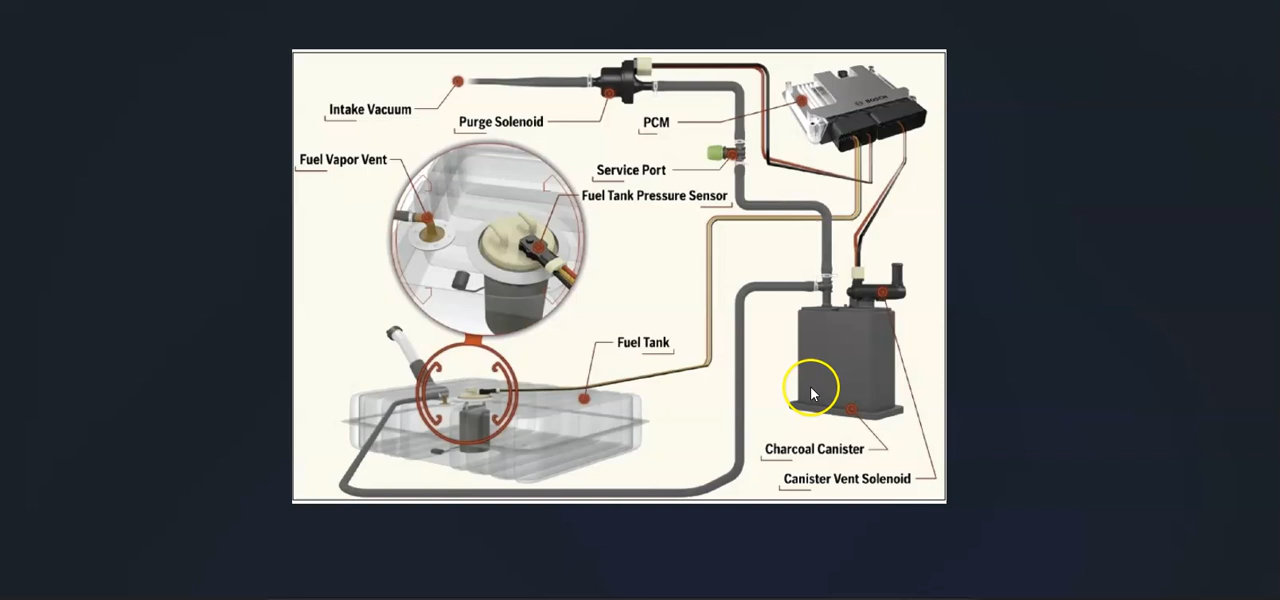 Intake Vacuum
Purge Solenoid
PCM
BOSCH
Fuel Vapor Vent
Service Port
Fuel Tank Pressure Sensor
Fuel Tank
Charcoal Canister
Canister Vent Solenoid